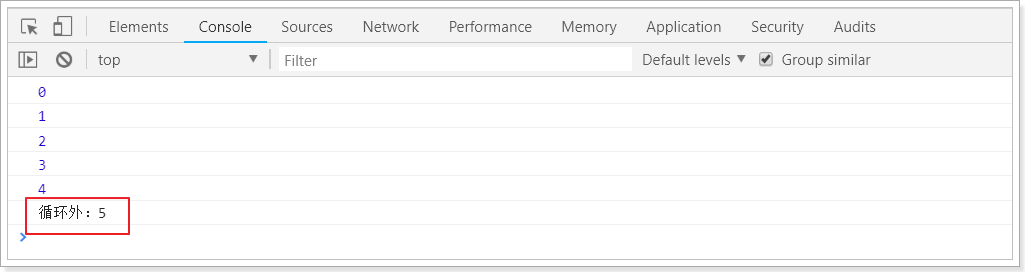 Elements Console Sources Network Performance Memory Application Security Audits
top Filter Default levels Group similar
0
1
2
3
4
循环外：5